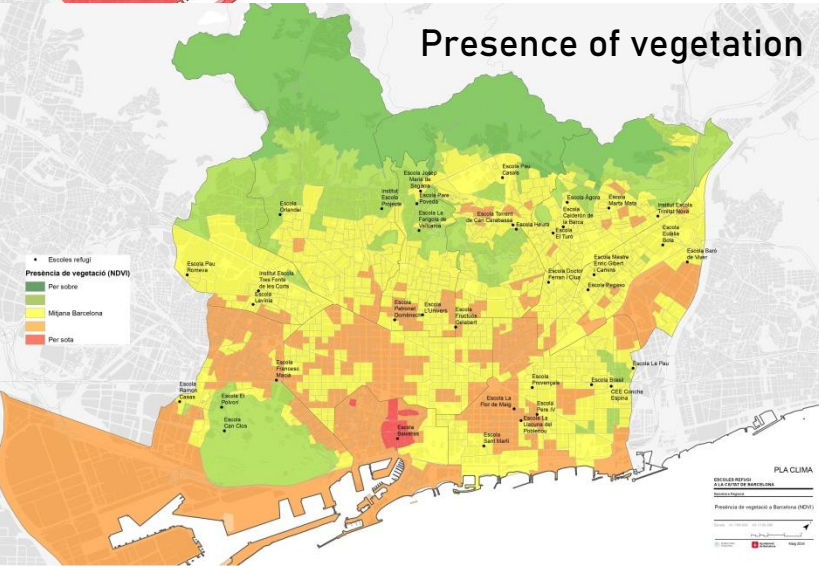 Presence of vegetation
Escola Pau
Casals
Escola Josep
Maria de
Segarra
Institut
Escola
Projecte
Escola Pare
Poveda
Escola
Orlandai
Escola La
Farigola de
Vallcarca
Escola Torrent
de Can Carabassa
Escola Heura
Escola Àgora
Escola
Calderón de
la Barca
Escola
El Turó
Escola
Marta Mata
Institut Escola
Trinitat Nova
Escola
Eulàlia
Bota
Escola Baró
de Viver
Escola Pau
Romeva
Institut Escola
Tres Fonts
de les Corts
Escola
Lavínia
Escola Doctor
Ferran i Clua
Escola Mestre
Enric Gibert
i Camins
Escola Pegaso
Escola
Patronat
Domènech
Escola
L'Univers
Escola
Fructuós
Gelabert
Escoles refugi
Presència de vegetació (NDVI)
Per sobre
Mitjana Barcelona
Per sota
Escola
Francesc
Macià
Escola
Ramon
Casas
Escola El
Polvorí
Escola
Can Clos
Escola
Baixeras
Escola
Provençals
Escola La
Flor de Maig
Escola
Pere IV
Escola La
Llacuna del
Poblenou
Escola
Sant Martí
Escola La Pau
Escola Brasil
CEE Concha
Espina
PLA CLIMA
ESCOLES REFUGI
A LA CIUTAT DE BARCELONA
Presència de vegetació a Barcelona (NDVI)